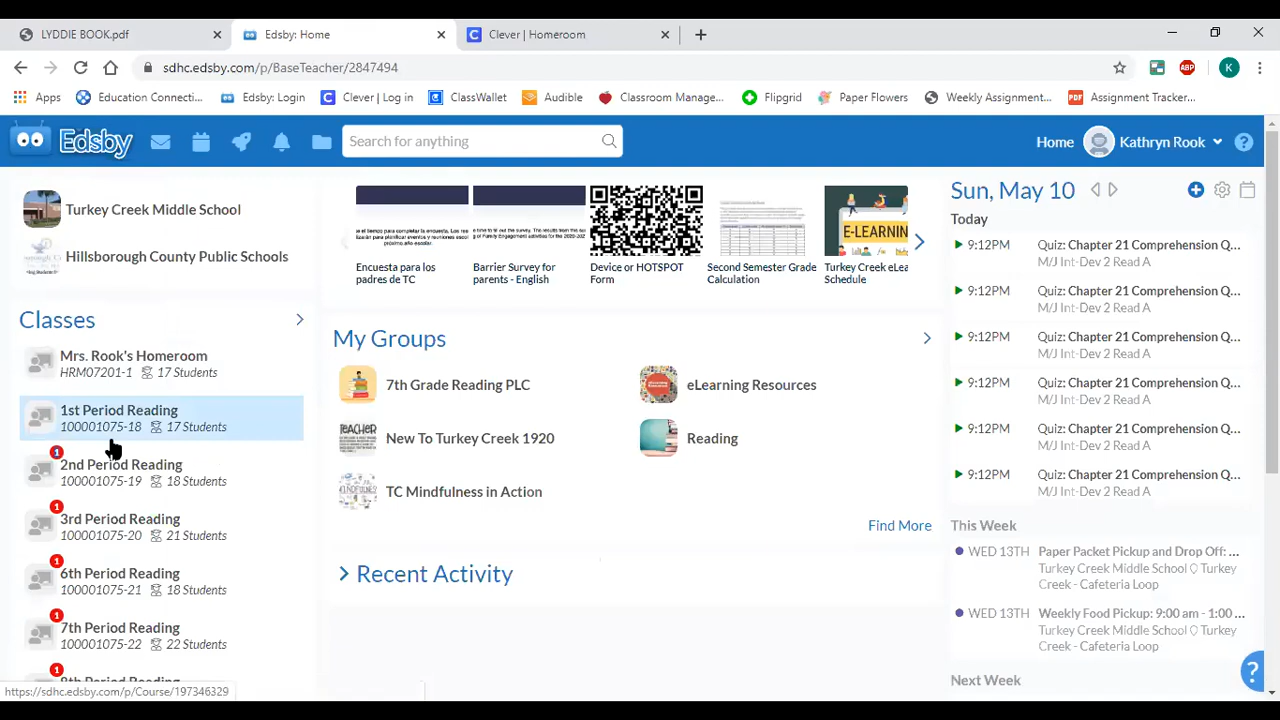 LYDDIE BOOK.pdf
Edsby: Home
Clever | Homeroom
sdhc.edsby.com/p/BaseTeacher/2847494
ABP
K
Apps
Education Connecti...
Edsby: Login
Clever | Log in
ClassWallet
Audible
Classroom Manage...
Flipgrid
Paper Flowers
Weekly Assignment...
PDF
Assignment Tracker...
Edsby
Search for anything
Home
Kathryn Rook
Turkey Creek Middle School
Hillsborough County Public Schools
Classes
Mrs. Rook's Homeroom
HRM07201-1 17 Students
1st Period Reading
100001075-18 17 Students
1
2nd Period Reading
100001075-19 18 Students
1
3rd Period Reading
100001075-20 21 Students
1
6th Period Reading
100001075-21 18 Students
1
7th Period Reading
100001075-22 22 Students
1
https://sdhc.edsby.com/p/Course/197346329
E-LEARNIN
Encuesta para los
padres de TC
Barrier Survey for
parents - English
Device or HOTSPOT
Form
Second Semester Grade
Calculation
Turkey Creek eLea
Schedule
My Groups
7th Grade Reading PLC
eLearning Resources
New To Turkey Creek 1920
Reading
TC Mindfulness in Action
Find More
Recent Activity
Sun, May 10
Today
9:12PM Quiz: Chapter 21 Comprehension Q...
M/J Int-Dev 2 Read A
9:12PM Quiz: Chapter 21 Comprehension Q...
M/J Int-Dev 2 Read A
9:12PM Quiz: Chapter 21 Comprehension Q...
M/J Int-Dev 2 Read A
9:12PM Quiz: Chapter 21 Comprehension Q...
M/J Int-Dev 2 Read A
9:12PM Quiz: Chapter 21 Comprehension Q...
M/J Int-Dev 2 Read A
9:12PM Quiz: Chapter 21 Comprehension Q...
M/J Int-Dev 2 Read A
This Week
WED 13TH Paper Packet Pickup and Drop Off: ...
Turkey Creek Middle School Turkey
Creek - Cafeteria Loop
WED 13TH Weekly Food Pickup: 9:00 am - 1:00 ...
Turkey Creek Middle School Turkey
Creek - Cafeteria Loop
Next Week